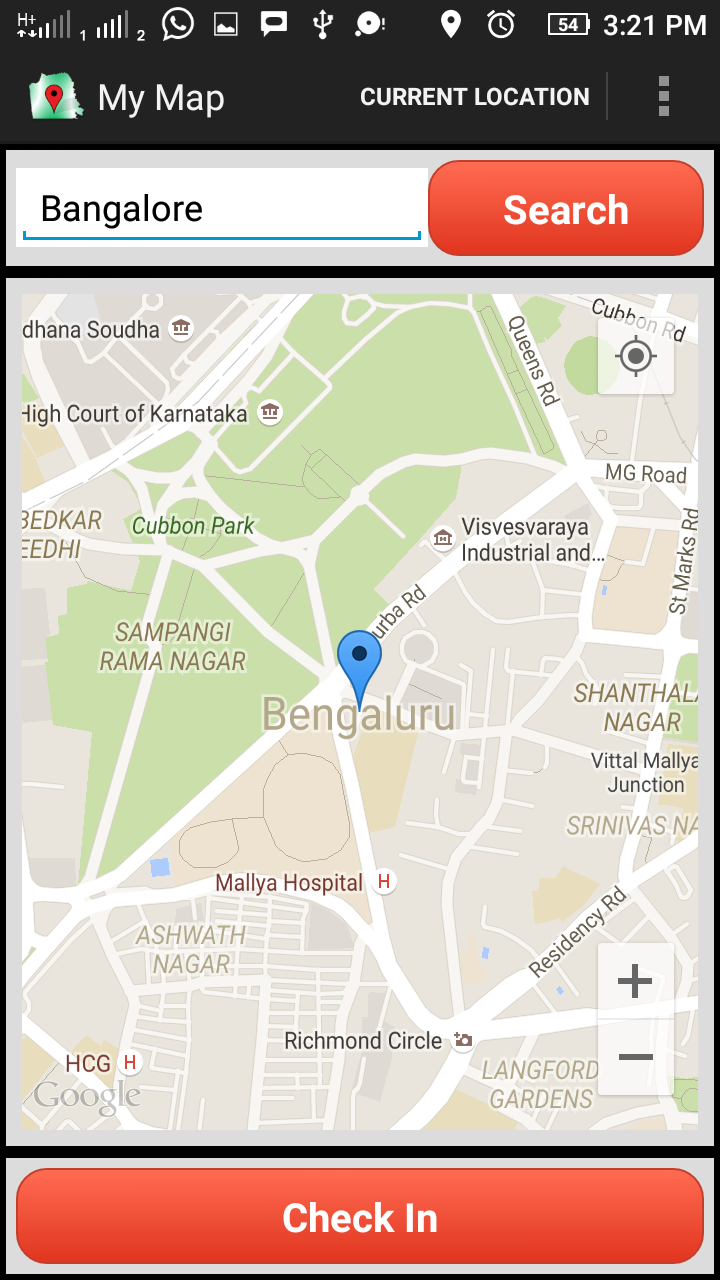 H+ 1 2 54 3:21 PM
My Map CURRENT LOCATION
Bangalore Search
Cubbon Rd
dhana Soudha
Queens Rd
High Court of Karnataka
MG Road
BEDKAR
EEDHI
Cubbon Park
Visvesvaraya
Industrial and...
St Marks Rd
urba Rd
SAMPANGI
RAMA NAGAR
SHANTHALA
NAGAR
Bengaluru
Vittal Mallya
Junction
SRINIVAS NA
Mallya Hospital H
Residency Rd
ASHWATH
NAGAR
Richmond Circle
HCG H
LANGFORD
GARDENS
Google
Check In